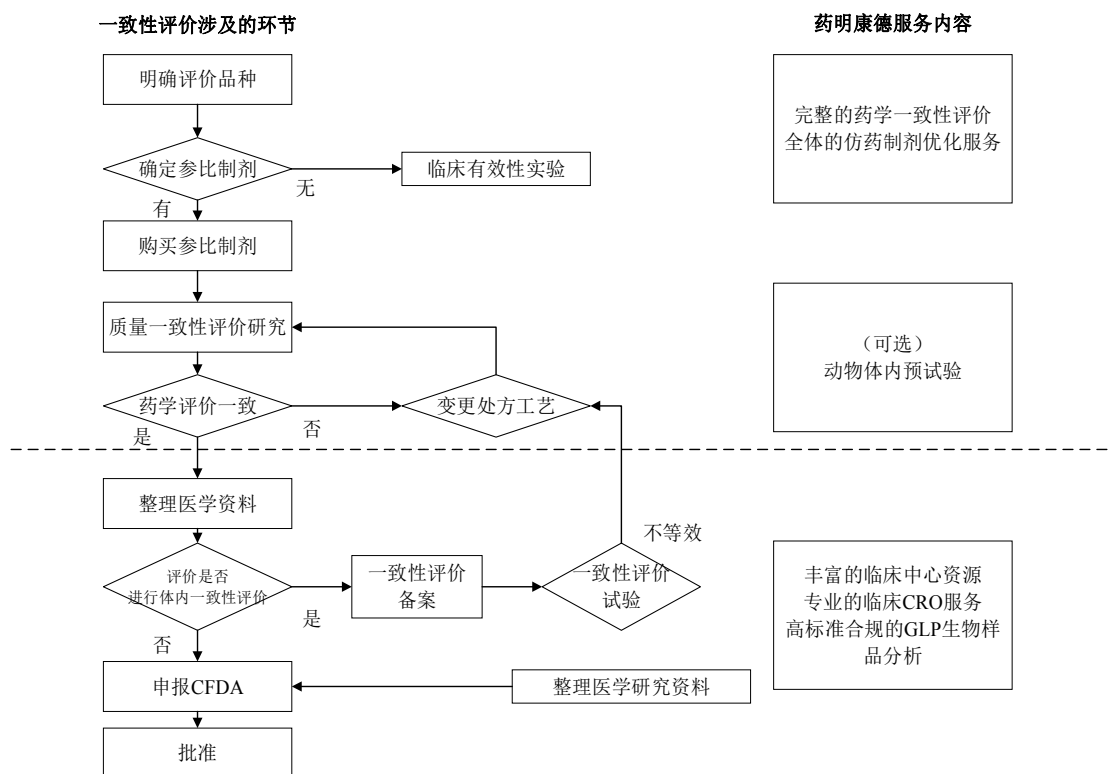 一致性评价涉及的环节
药明康德服务内容
明确评价品种
完整的药学一致性评价
全体的仿药制剂优化服务
确定参比制剂
临床有效性实验
无
有
购买参比制剂
质量一致性评价研究
（可选）
动物体内预试验
药学评价一致
变更处方工艺
否
是
整理医学资料
不等效
评价是否
进行体内一致性评价
一致性评价
备案
一致性评价
试验
丰富的临床中心资源
专业的临床CRO服务
高标准合规的GLP生物样
品分析
是
否
申报CFDA
整理医学研究资料
批准